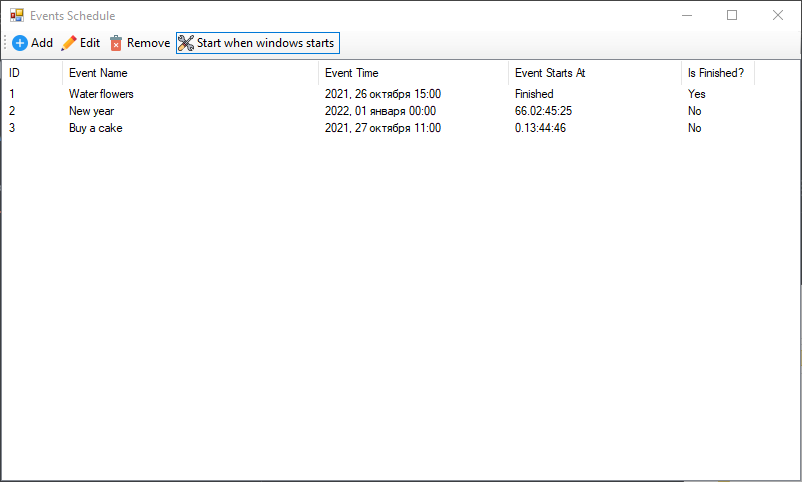 Events Schedule
Add Edit Remove Start when windows starts
ID Event Name Event Time Event Starts At Is Finished?
1 Water flowers 2021, 26 октября 15:00 Finished Yes
2 New year 2022, 01 января 00:00 66.02:45:25 No
3 Buy a cake 2021, 27 октября 11:00 0.13:44:46 No